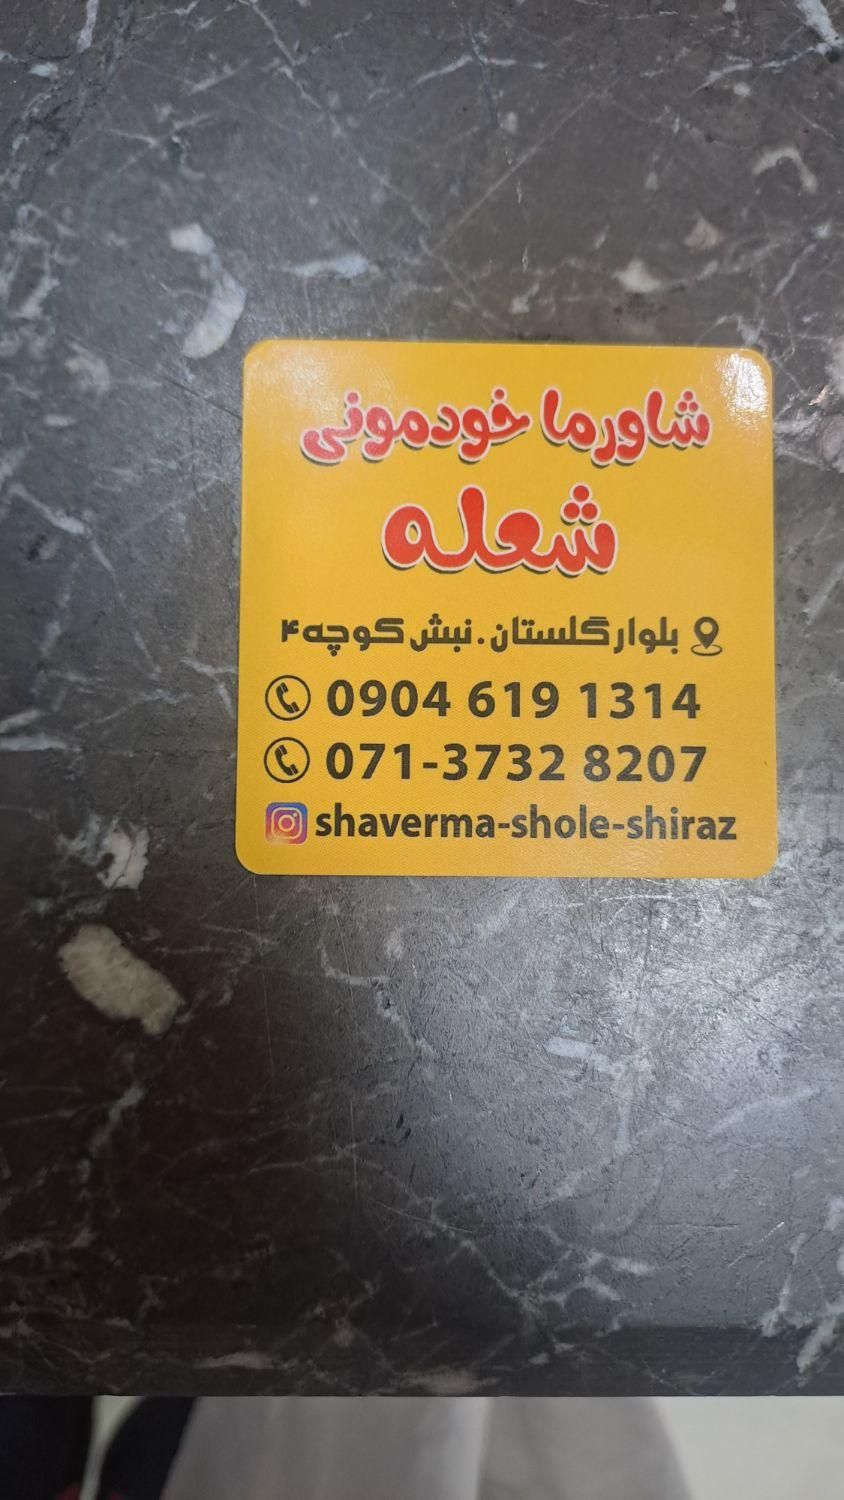 شاورما خودمونی
شعله
بلوار گلستان. نبش کوچه ۴
0904 619 1314
071-3732 8207
shaverma-shole-shiraz